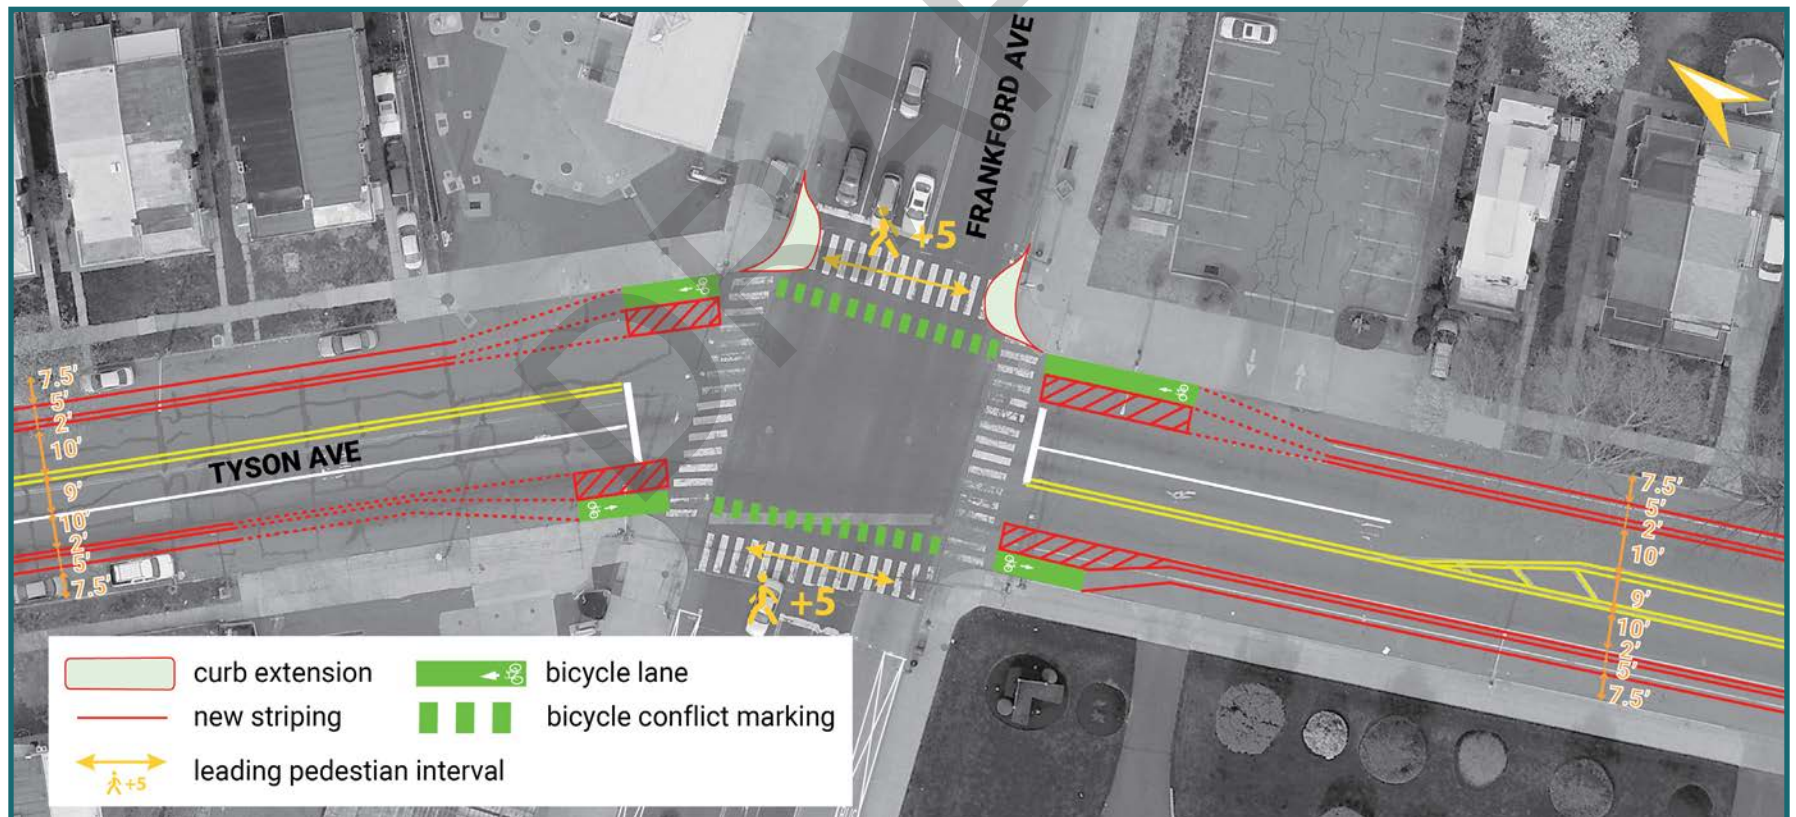 FRANKFORD AVE
+5
7.5'
5'
2'
10'
9'
10'
2'
5'
7.5'
TYSON AVE
7.5'
5'
2'
10'
9'
10'
2'
5'
7.5'
+5
DRAFT
curb extension
bicycle lane
new striping
bicycle conflict marking
leading pedestian interval
+5